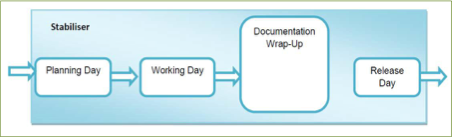 Stabiliser
Documentation
Wrap-Up
Planning Day
Working Day
Release
Day